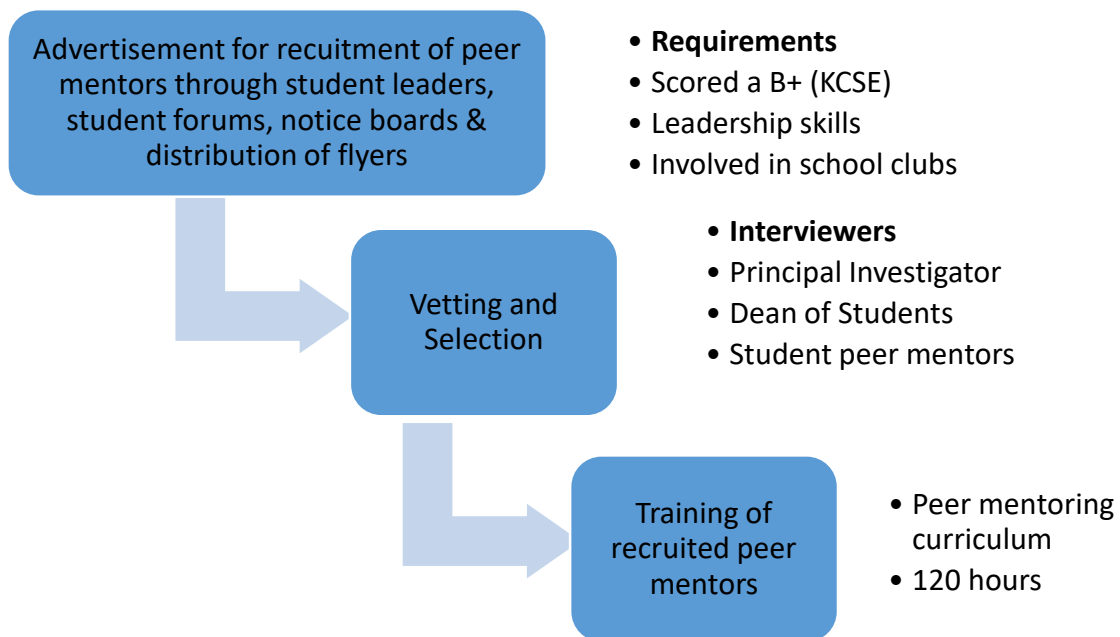 Advertisement for recuitment of peer
mentors through student leaders,
student forums, notice boards &
distribution of flyers
• Requirements
• Scored a B+ (KCSE)
• Leadership skills
• Involved in school clubs
Vetting and
Selection
• Interviewers
• Principal Investigator
• Dean of Students
• Student peer mentors
Training of
recruited peer
mentors
• Peer mentoring
curriculum
• 120 hours